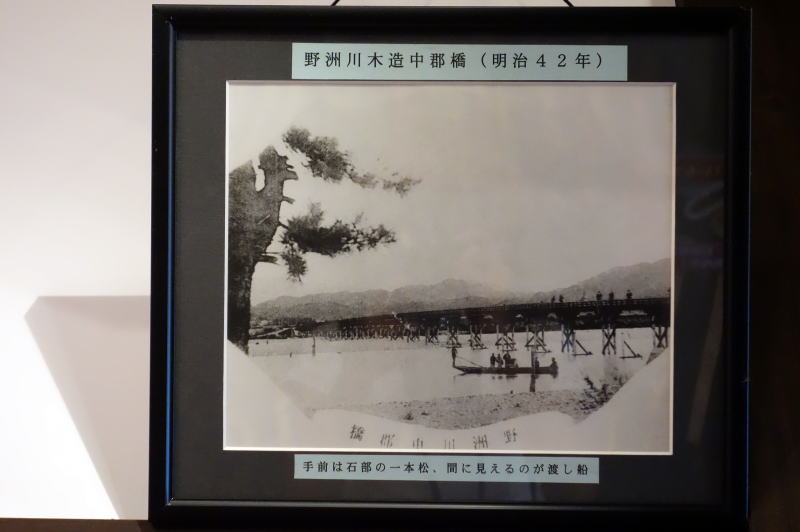 野洲川木造中郡橋（明治４２年）
野洲川中郡橋
手前は石部の一本松、間に見えるのが渡し船